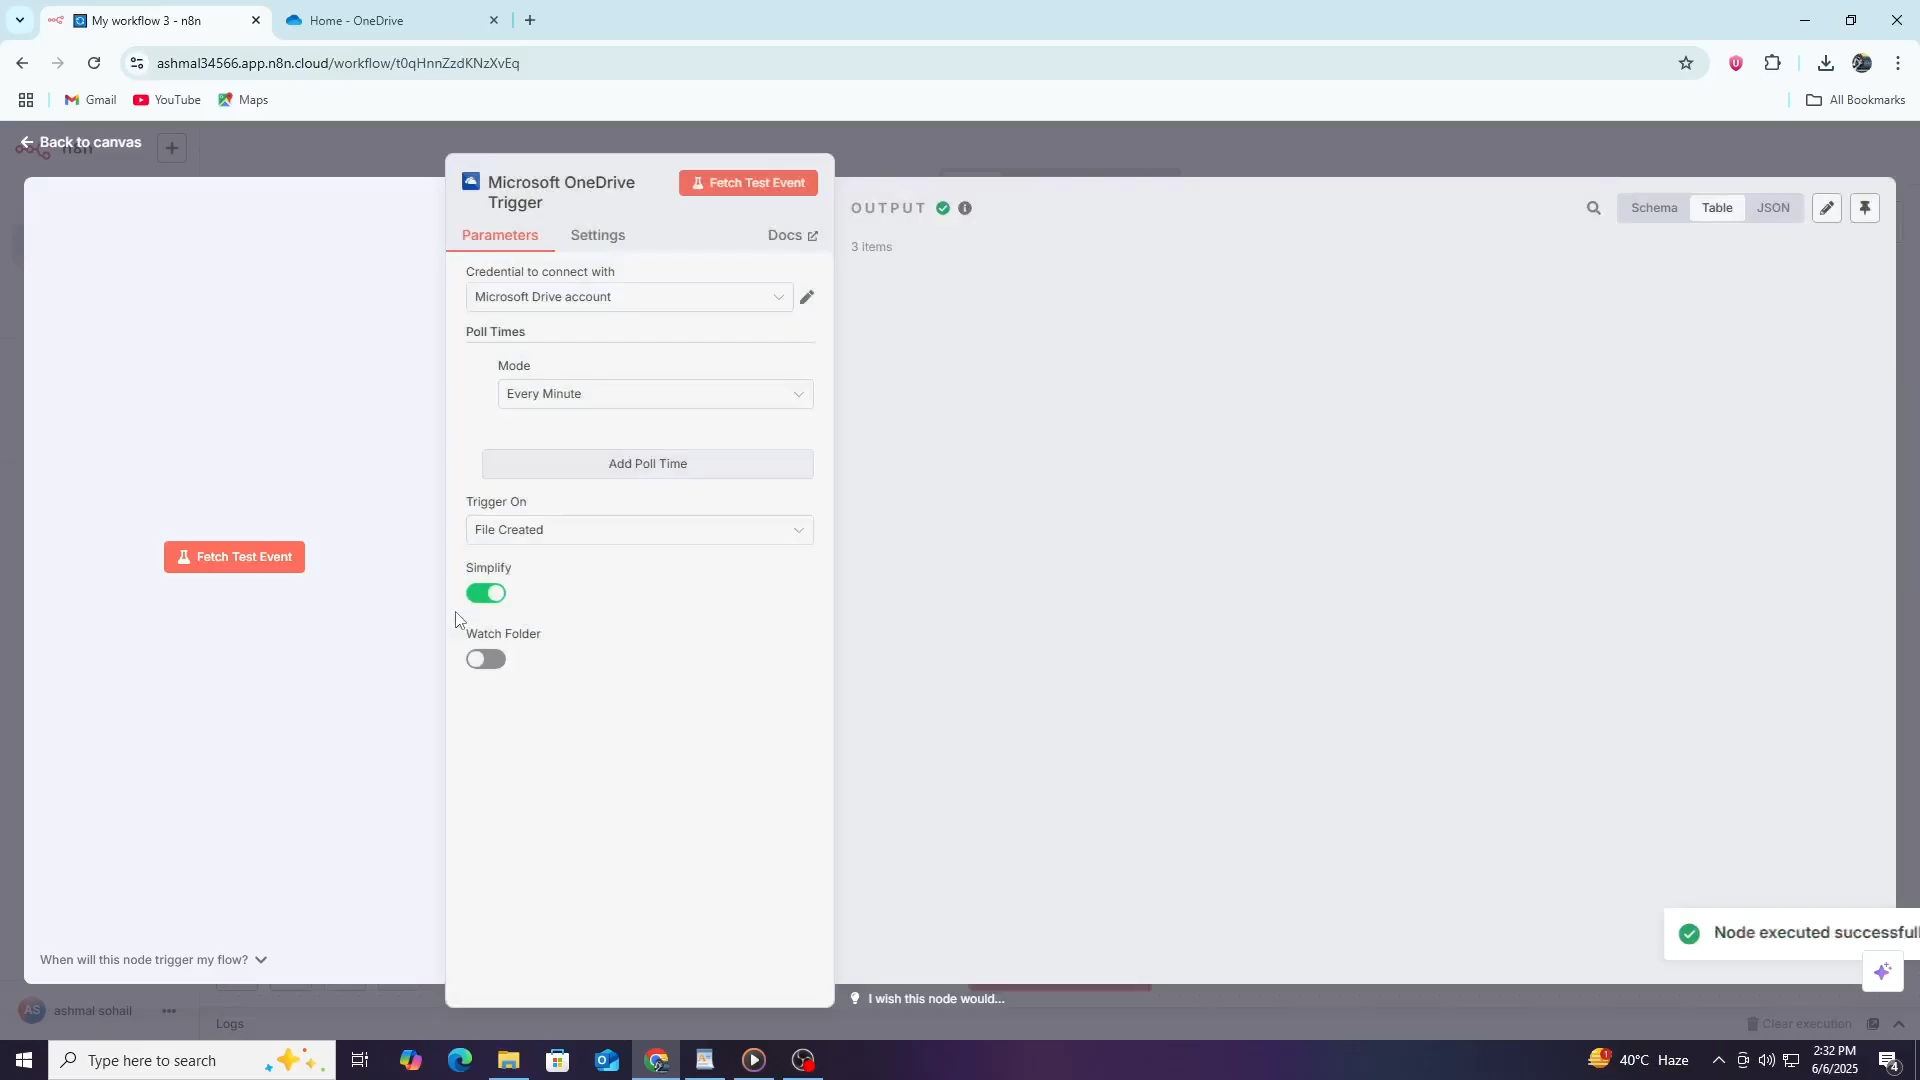 My workflow 3 - n8n
Home - OneDrive
ashmal34566.app.n8n.cloud/workflow/t0qHnnZzdKNzXvEq
Gmail
YouTube
Maps
All Bookmarks
Back to canvas
n8n
Microsoft OneDrive
Trigger
Fetch Test Event
Parameters
Settings
Docs
OUTPUT
Schema
Table
JSON
3 items
Credential to connect with
Microsoft Drive account
Poll Times
Mode
Every Minute
Add Poll Time
Trigger On
File Created
Simplify
Watch Folder
Fetch Test Event
When will this node trigger my flow?
Node executed successfull
I wish this node would...
AS
ashmal sohail
Logs
Clear execution
Type here to search
40°C Haze
2:32 PM
6/6/2025
4